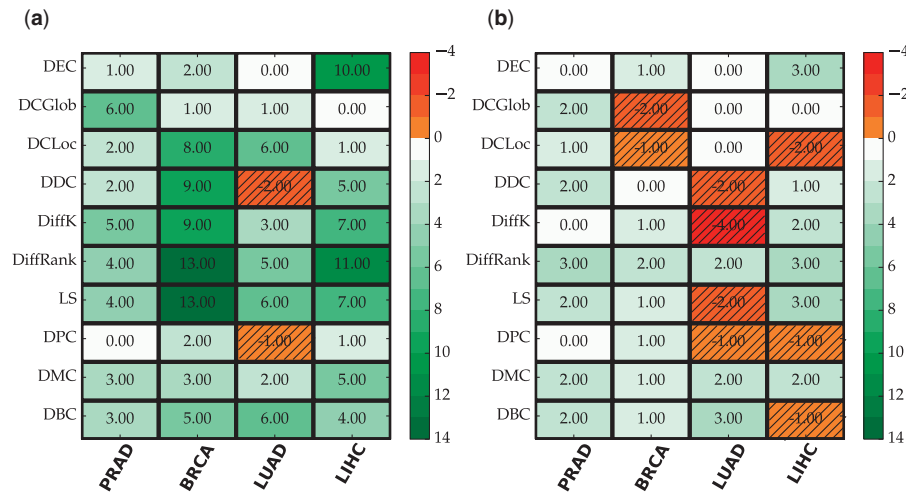 (a)
DEC 1.00 2.00 0.00 10.00
DCGlob 6.00 1.00 1.00 0.00
DCLoc 2.00 8.00 6.00 1.00
DDC 2.00 9.00 -2.00 5.00
DiffK 5.00 9.00 3.00 7.00
DiffRank 4.00 13.00 5.00 11.00
LS 4.00 13.00 6.00 7.00
DPC 0.00 2.00 -1.00 1.00
DMC 3.00 3.00 2.00 5.00
DBC 3.00 5.00 6.00 4.00
PRAD BRCA LUAD LIHC
−4
−2
0
2
4
6
8
10
12
14
(b)
DEC 0.00 1.00 0.00 3.00
DCGlob 2.00 -2.00 0.00 0.00
DCLoc 1.00 -1.00 0.00 -2.00
DDC 2.00 0.00 -2.00 1.00
DiffK 0.00 1.00 -4.00 2.00
DiffRank 3.00 2.00 2.00 3.00
LS 2.00 1.00 -2.00 3.00
DPC 0.00 1.00 -1.00 -1.00
DMC 2.00 1.00 2.00 2.00
DBC 2.00 1.00 3.00 -1.00
PRAD BRCA LUAD LIHC
−4
−2
0
2
4
6
8
10
12
14